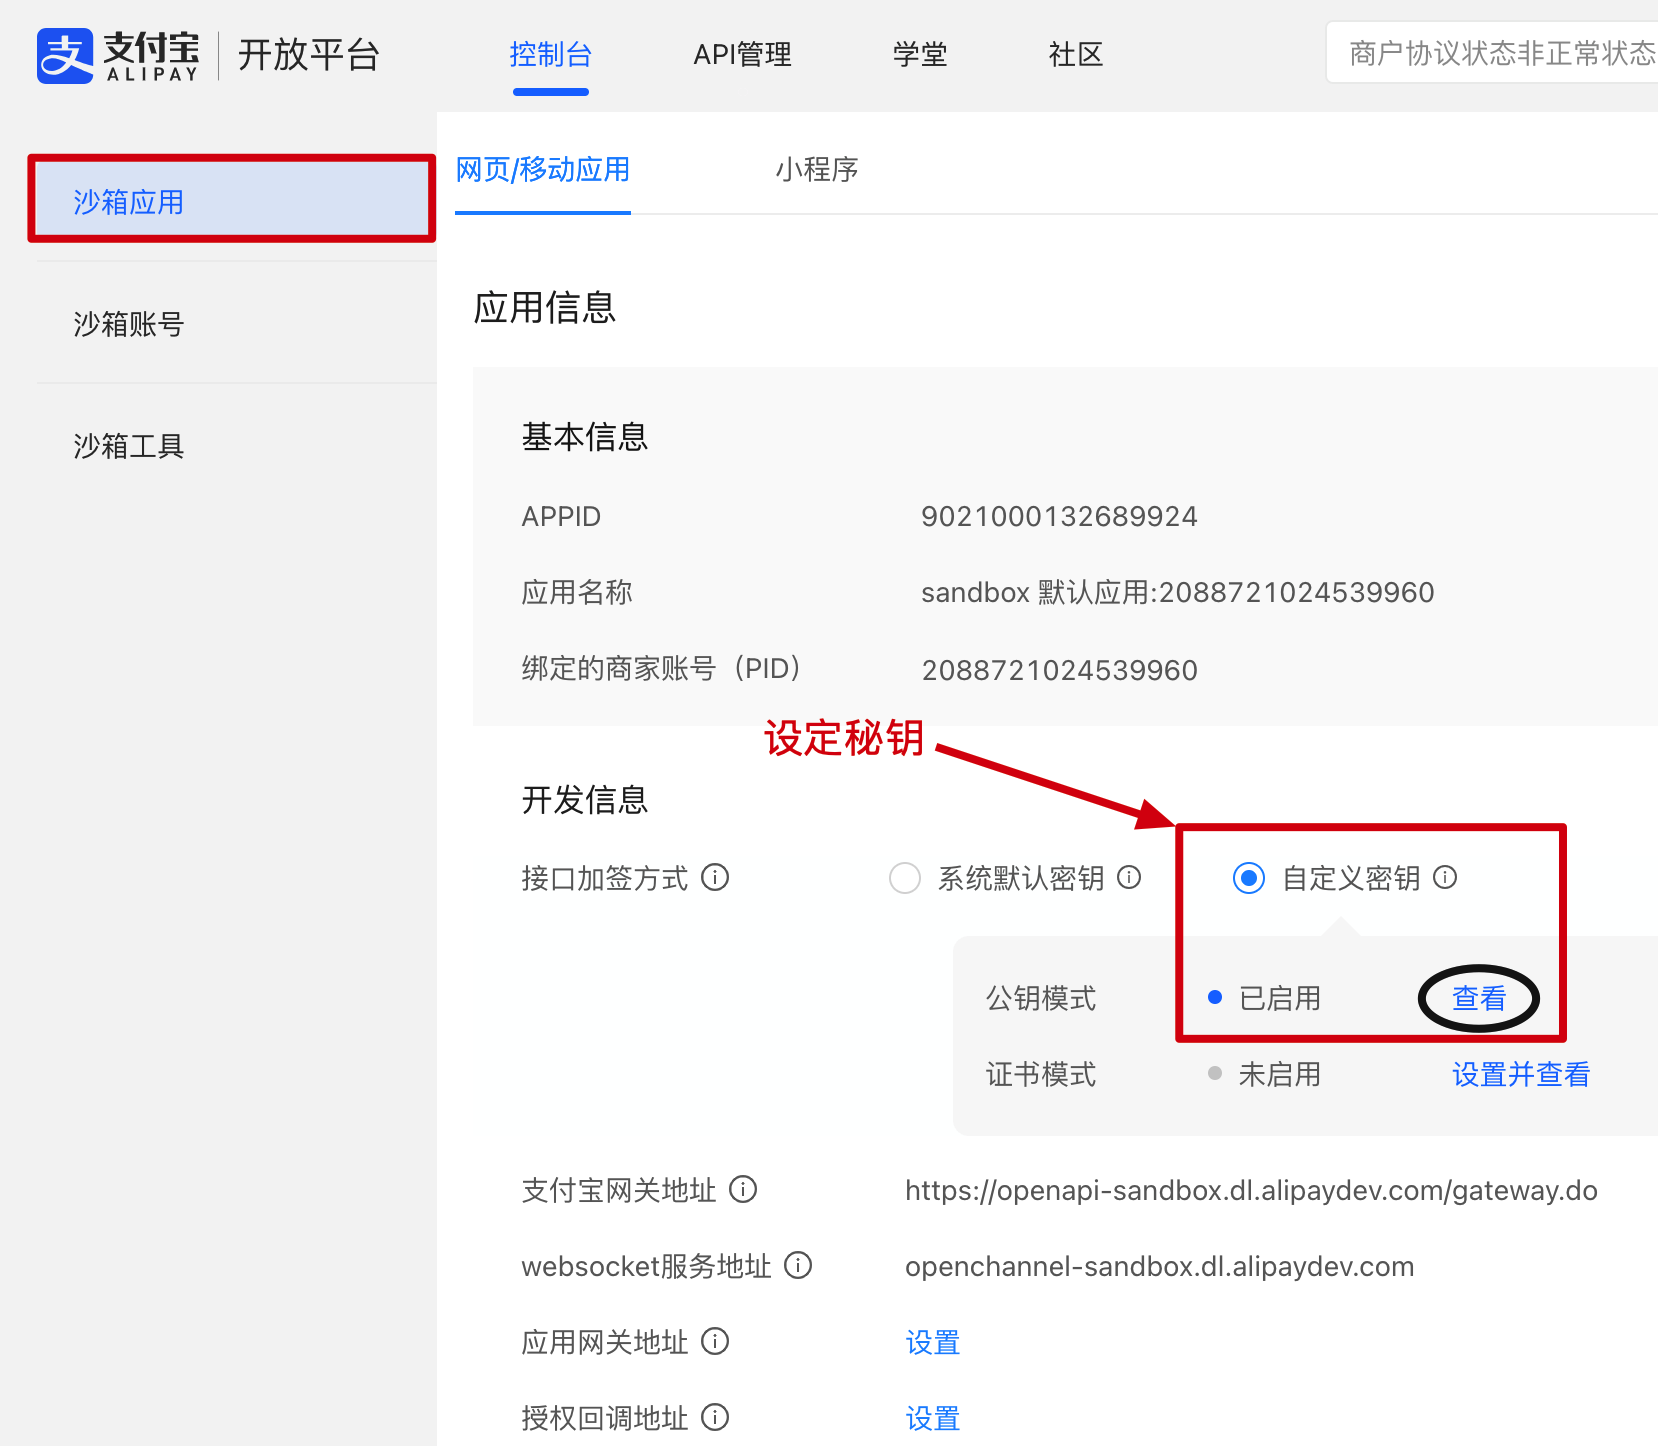 支付宝
ALIPAY
开放平台
控制台
API管理
学堂
社区
商户协议状态非正常状态
沙箱应用
沙箱账号
沙箱工具
网页/移动应用
小程序
应用信息
基本信息
APPID
9021000132689924
应用名称
sandbox 默认应用:2088721024539960
绑定的商家账号（PID）
2088721024539960
设定秘钥
开发信息
接口加签方式
系统默认密钥
自定义密钥
公钥模式
已启用
查看
证书模式
未启用
设置并查看
支付宝网关地址
https://openapi-sandbox.dl.alipaydev.com/gateway.do
websocket服务地址
openchannel-sandbox.dl.alipaydev.com
应用网关地址
设置
授权回调地址
设置